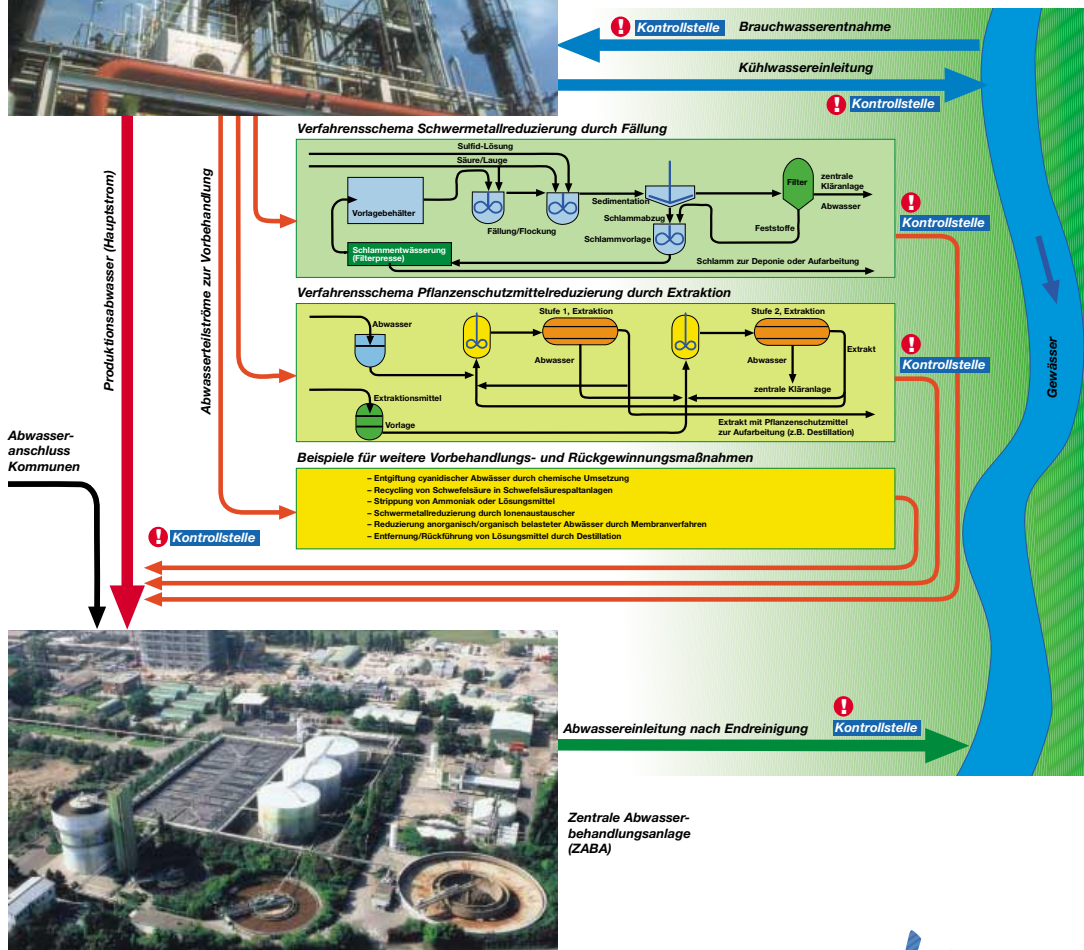 Kontrollstelle Brauchwasserentnahme
Kühlwassereinleitung
Kontrollstelle
Produktionsabwasser (Hauptstrom)
Abwasserteilströme zur Vorbehandlung
Verfahrensschema Schwermetallreduzierung durch Fällung
Sulfid-Lösung
Säure/Lauge
Vorlagebehälter
Fällung/Flockung
Sedimentation
Schlammabzug
Schlammvorlage
Filter
zentrale
Kläranlage
Abwasser
Feststoffe
Schlammentwässerung
(Filterpresse)
Schlamm zur Deponie oder Aufarbeitung
Kontrollstelle
Verfahrensschema Pflanzenschutzmittelreduzierung durch Extraktion
Abwasser
Stufe 1, Extraktion
Abwasser
Stufe 2, Extraktion
Abwasser
Extrakt
zentrale Kläranlage
Extraktionsmittel
Vorlage
Extrakt mit Pflanzenschutzmittel
zur Aufarbeitung (z.B. Destillation)
Kontrollstelle
Gewässer
Abwasser-
anschluss
Kommunen
Beispiele für weitere Vorbehandlungs- und Rückgewinnungsmaßnahmen
– Entgiftung cyanidischer Abwässer durch chemische Umsetzung
– Recycling von Schwefelsäure in Schwefelsäurespaltanlagen
– Strippung von Ammoniak oder Lösungsmittel
– Schwermetallreduzierung durch Ionenaustauscher
– Reduzierung anorganisch/organisch belasteter Abwässer durch Membranverfahren
– Entfernung/Rückführung von Lösungsmittel durch Destillation
Kontrollstelle
Abwassereinleitung nach Endreinigung
Kontrollstelle
Zentrale Abwasser-
behandlungsanlage
(ZABA)